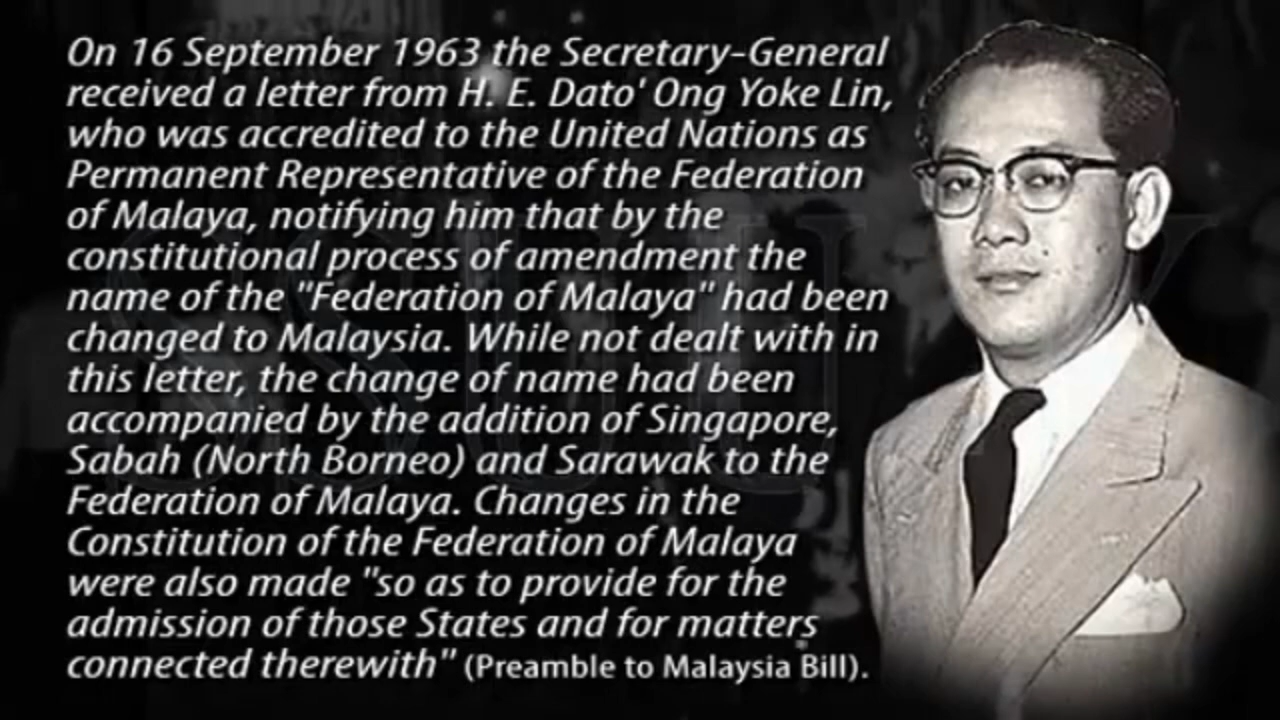 On 16 September 1963 the Secretary-General
received a letter from H. E. Dato' Ong Yoke Lin,
who was accredited to the United Nations as
Permanent Representative of the Federation
of Malaya, notifying him that by the
constitutional process of amendment the
name of the "Federation of Malaya" had been
changed to Malaysia. While not dealt with in
this letter, the change of name had been
accompanied by the addition of Singapore,
Sabah (North Borneo) and Sarawak to the
Federation of Malaya. Changes in the
Constitution of the Federation of Malaya
were also made "so as to provide for the
admission of those States and for matters
connected therewith" (Preamble to Malaysia Bill).